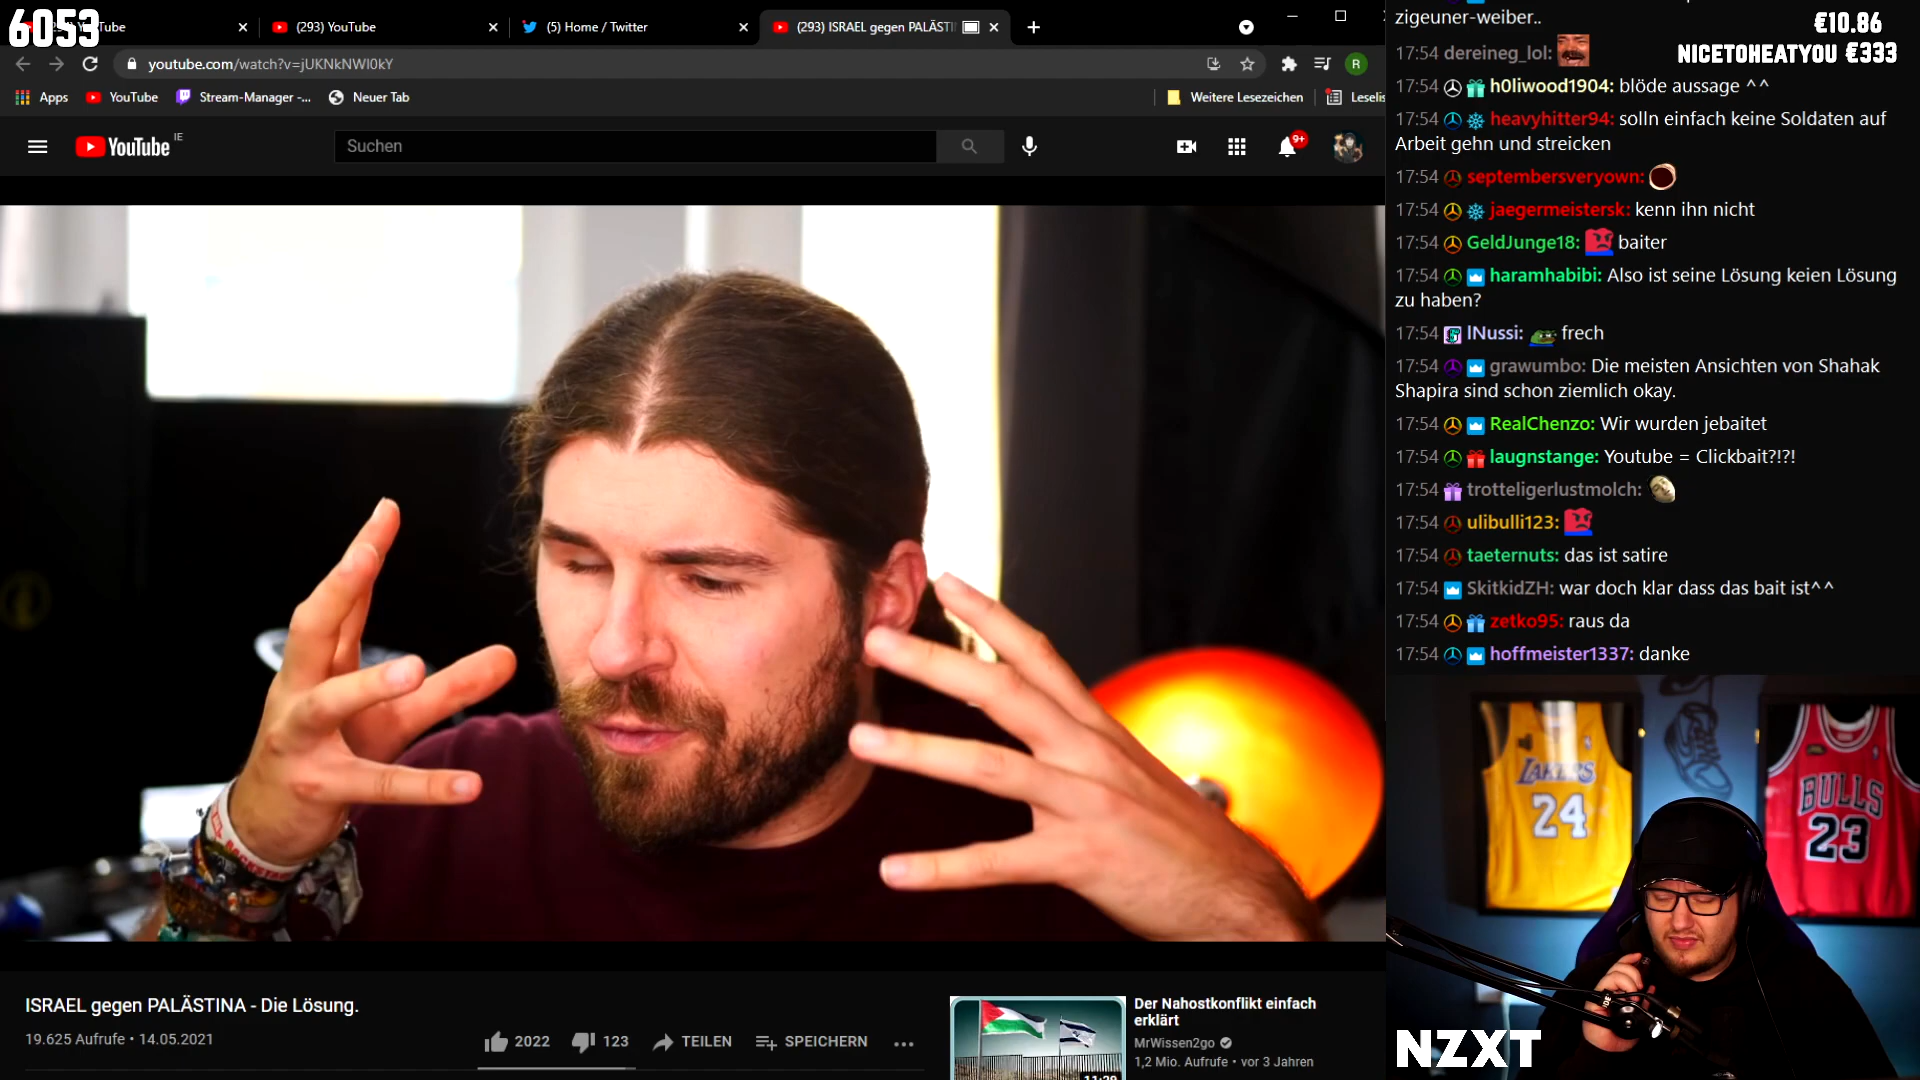 6053
Tube
(293) YouTube
(5) Home / Twitter
(293) ISRAEL gegen PALÄSTI
youtube.com/watch?v=jUKNkNWI0kY
R
Apps
YouTube
Stream-Manager -...
Neuer Tab
Weitere Lesezeichen
Leselis
YouTube IE
Suchen
9+
ISRAEL gegen PALÄSTINA - Die Lösung.
19.625 Aufrufe • 14.05.2021
2022
123
TEILEN
SPEICHERN
Der Nahostkonflikt einfach
erklärt
MrWissen2go
1,2 Mio. Aufrufe • vor 3 Jahren
€10.86
NICETOHEATYOU €333
zigeuner-weiber..
17:54 dereineg_lol:
17:54 h0liwood1904: blöde aussage ^^
17:54 heavyhitter94: solln einfach keine Soldaten auf
Arbeit gehn und streicken
17:54 septembersveryown:
17:54 jaegermeistersk: kenn ihn nicht
17:54 GeldJunge18: baiter
17:54 haramhabibi: Also ist seine Lösung keien Lösung
zu haben?
17:54 lNussi: frech
17:54 grawumbo: Die meisten Ansichten von Shahak
Shapira sind schon ziemlich okay.
17:54 RealChenzo: Wir wurden jebaitet
17:54 laugnstange: Youtube = Clickbait?!?!
17:54 trotteligerlustmolch:
17:54 ulibulli123:
17:54 taeternuts: das ist satire
17:54 SkitkidZH: war doch klar dass das bait ist^^
17:54 zetko95: raus da
17:54 hoffmeister1337: danke
LAKERS
24
BULLS
23
NZXT